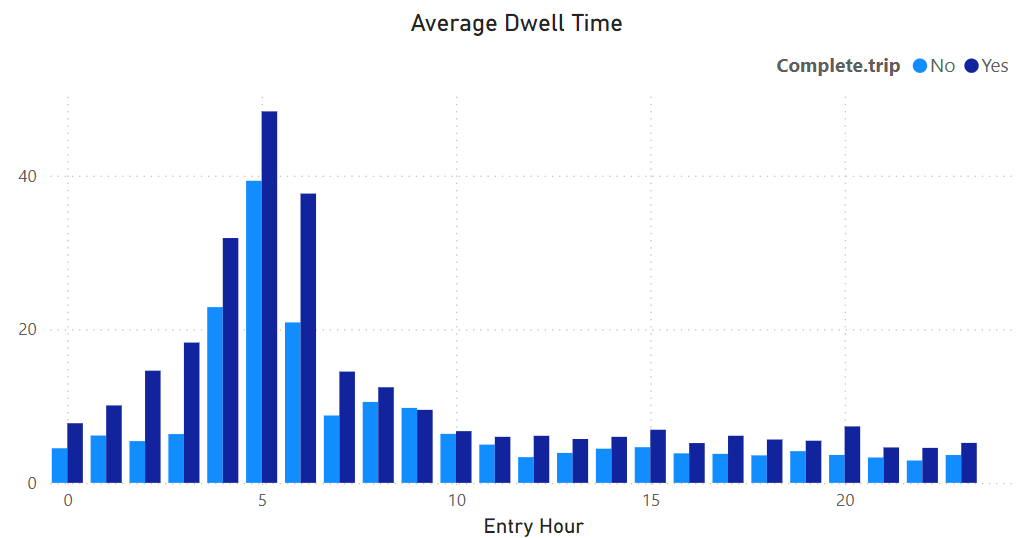 Average Dwell Time
Complete.trip No Yes
40
20
0
0 5 10 15 20
Entry Hour